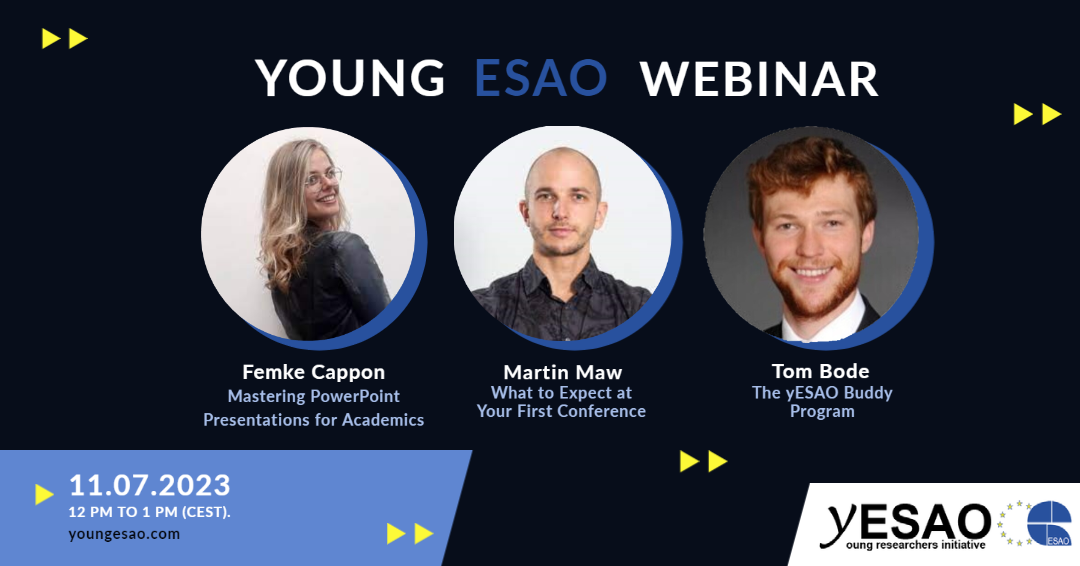 YOUNG ESAO WEBINAR
Femke Cappon
Mastering PowerPoint
Presentations for Academics
Martin Maw
What to Expect at
Your First Conference
Tom Bode
The yESAO Buddy
Program
11.07.2023
12 PM TO 1 PM (CEST).
youngesao.com
yESAO
oung researchers initiative
ESAO